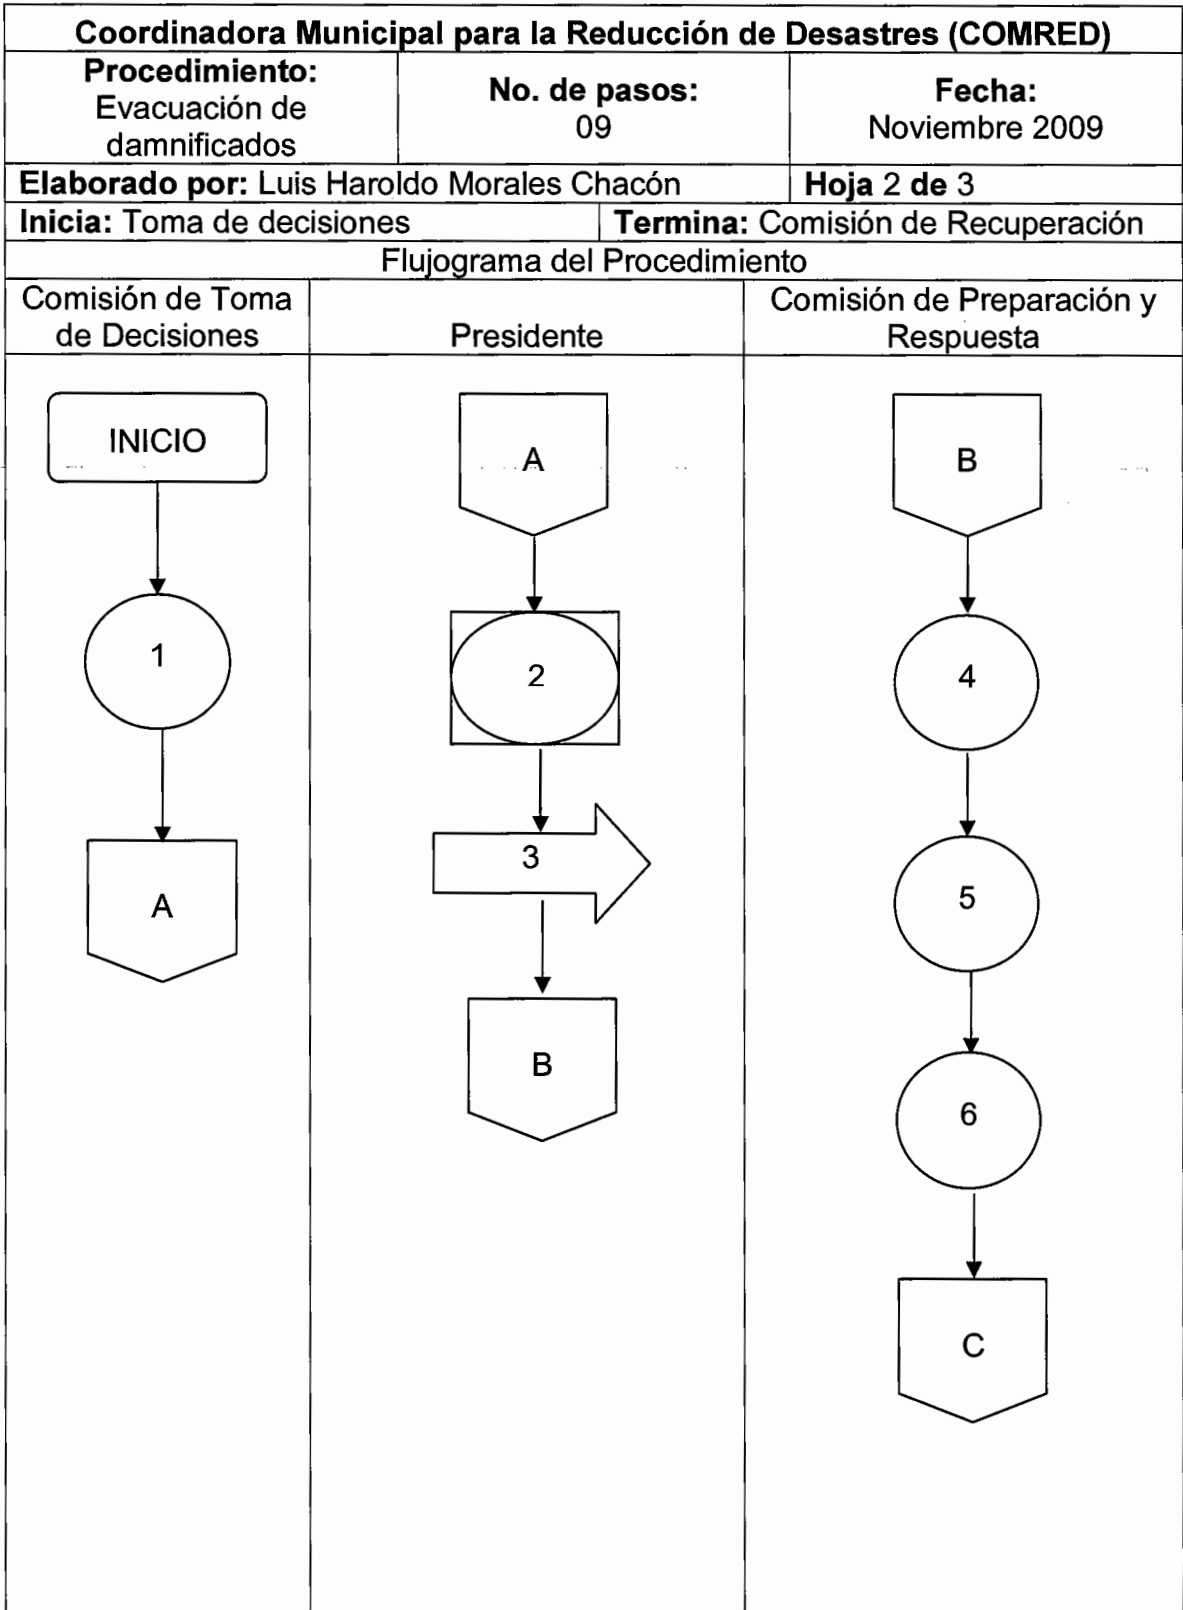 Coordinadora Municipal para la Reducción de Desastres (COMRED)
Procedimiento:
Evacuación de
damnificados
No. de pasos:
09
Fecha:
Noviembre 2009
Elaborado por: Luis Haroldo Morales Chacón
Hoja 2 de 3
Inicia: Toma de decisiones
Termina: Comisión de Recuperación
Flujograma del Procedimiento
Comisión de Toma
de Decisiones
Presidente
Comisión de Preparación y
Respuesta
INICIO
1
A
A
2
3
B
B
4
5
6
C